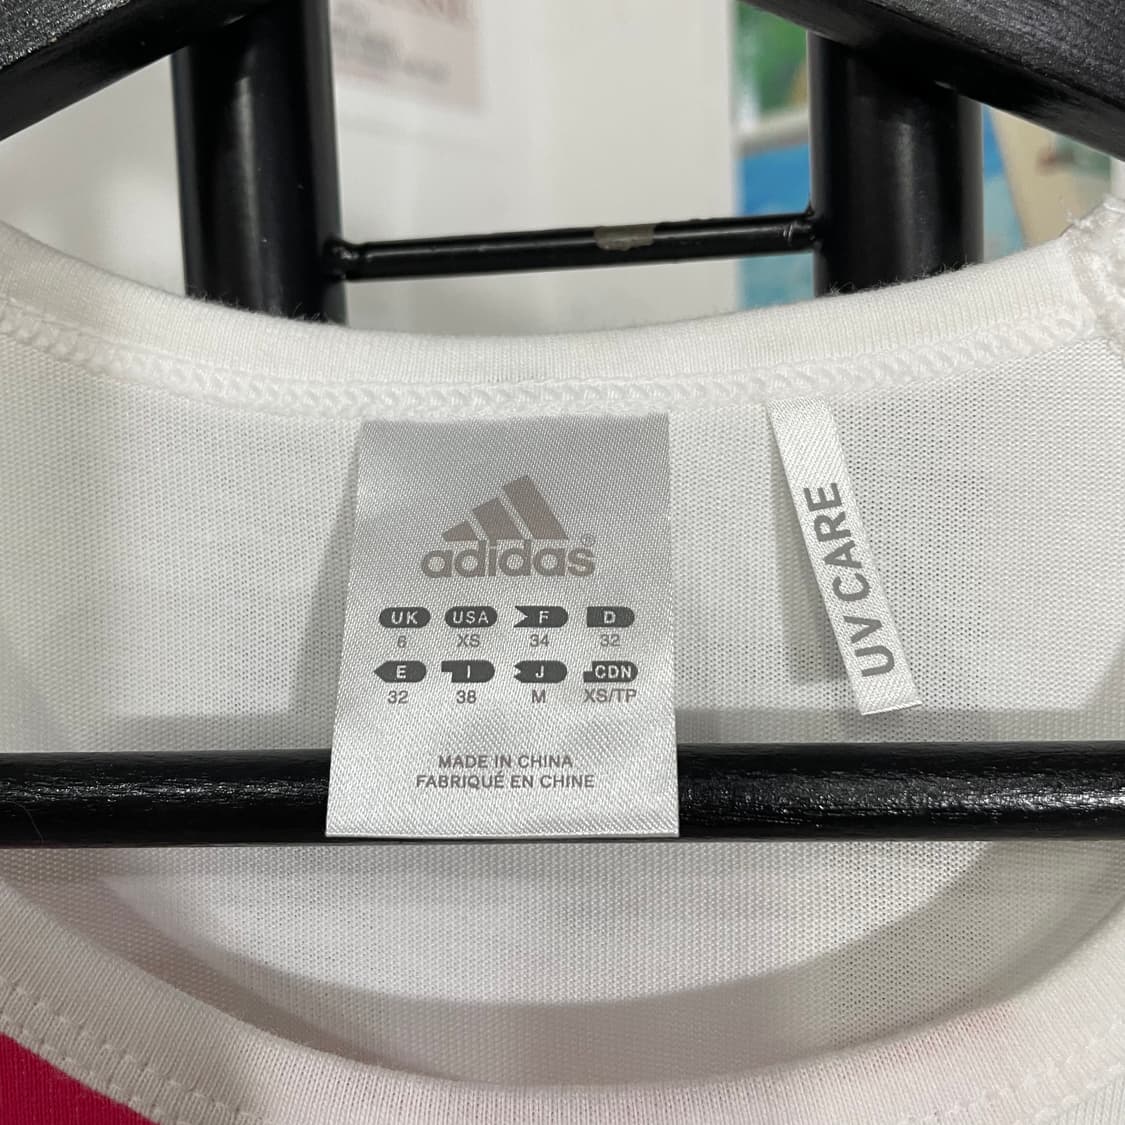 adidas®
UK USA F D
6 XS 34 32
E I J CDN
32 38 M XS/TP
MADE IN CHINA
FABRIQUÉ EN CHINE
UV CARE